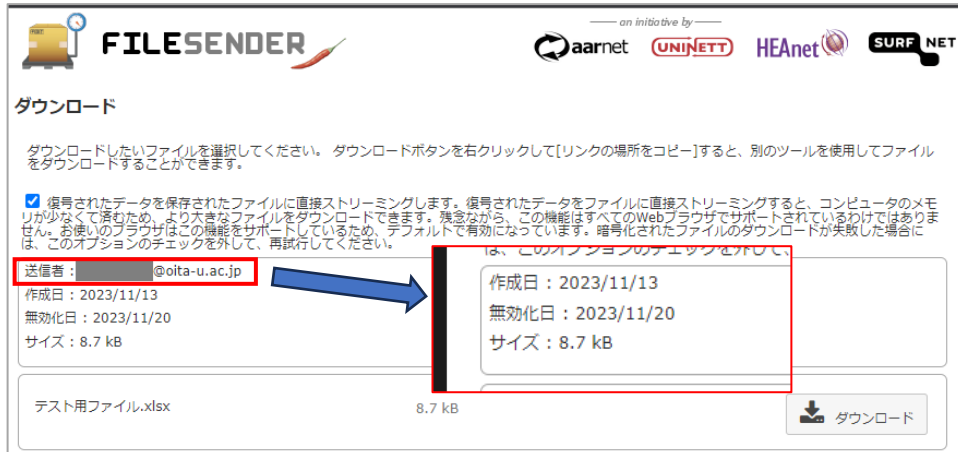 an initiative by
FILESENDER
aarnet
UNINETT
HEAnet
SURF NET
ダウンロード
ダウンロードしたいファイルを選択してください。 ダウンロードボタンを右クリックして[リンクの場所をコピー]すると、別のツールを使用してファイル
をダウンロードすることができます。
復号されたデータを保存されたファイルに直接ストリーミングします。復号されたデータをファイルに直接ストリーミングすると、コンピュータのメモ
リが少なくて済むため、より大きなファイルをダウンロードできます。残念ながら、この機能はすべてのWebブラウザでサポートされているわけではありま
せん。お使いのブラウザはこの機能をサポートしているため、デフォルトで有効になっています。暗号化されたファイルのダウンロードが失敗した場合に
は、このオプションのチェックを外して、再試行してください。
送信者：
@oita-u.ac.jp
作成日：2023/11/13
無効化日：2023/11/20
サイズ：8.7 kB
は、このオプションのチェックを外して、
作成日：2023/11/13
無効化日：2023/11/20
サイズ：8.7 kB
テスト用ファイル.xlsx
8.7 kB
ダウンロード